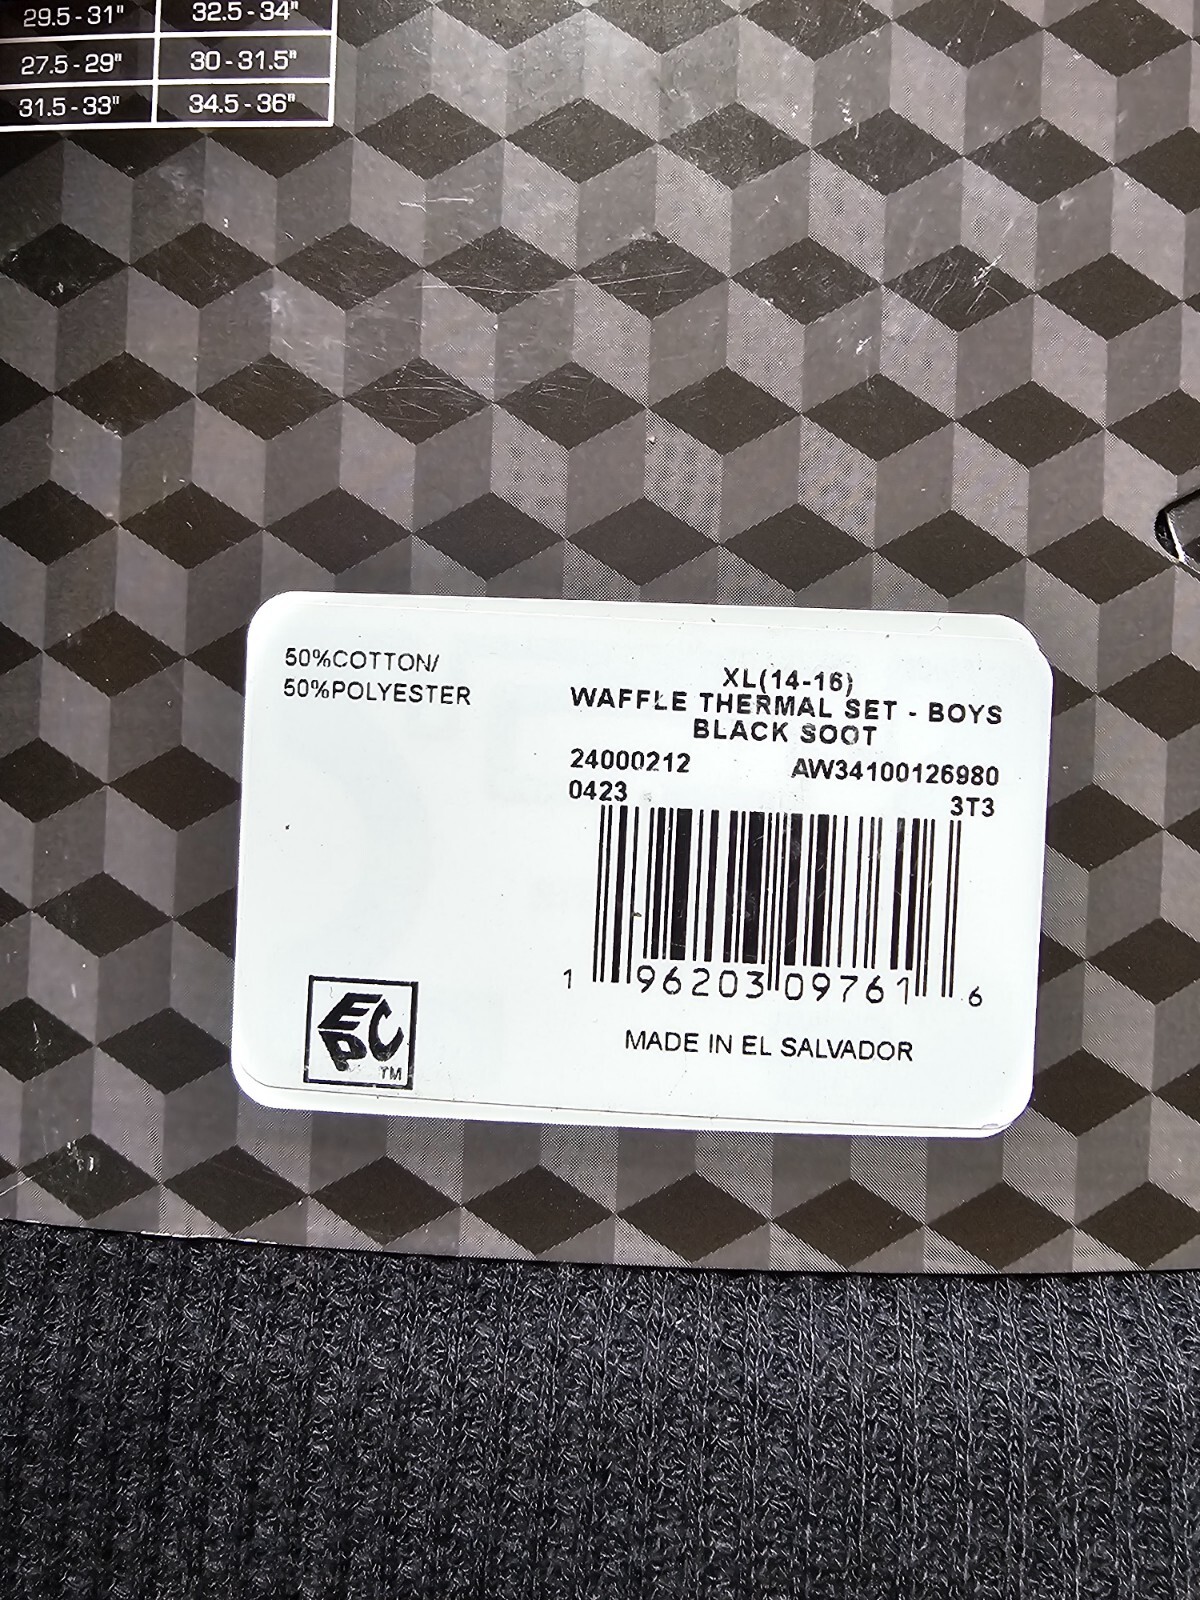 29.5 - 31" 32.5 - 34"
27.5 - 29" 30 - 31.5"
31.5 - 33" 34.5 - 36"
50%COTTON/
50%POLYESTER
XL(14-16)
WAFFLE THERMAL SET - BOYS
BLACK SOOT
24000212 AW34100126980
0423 3T3
1 96203 09761 6
MADE IN EL SALVADOR
EPC
TM